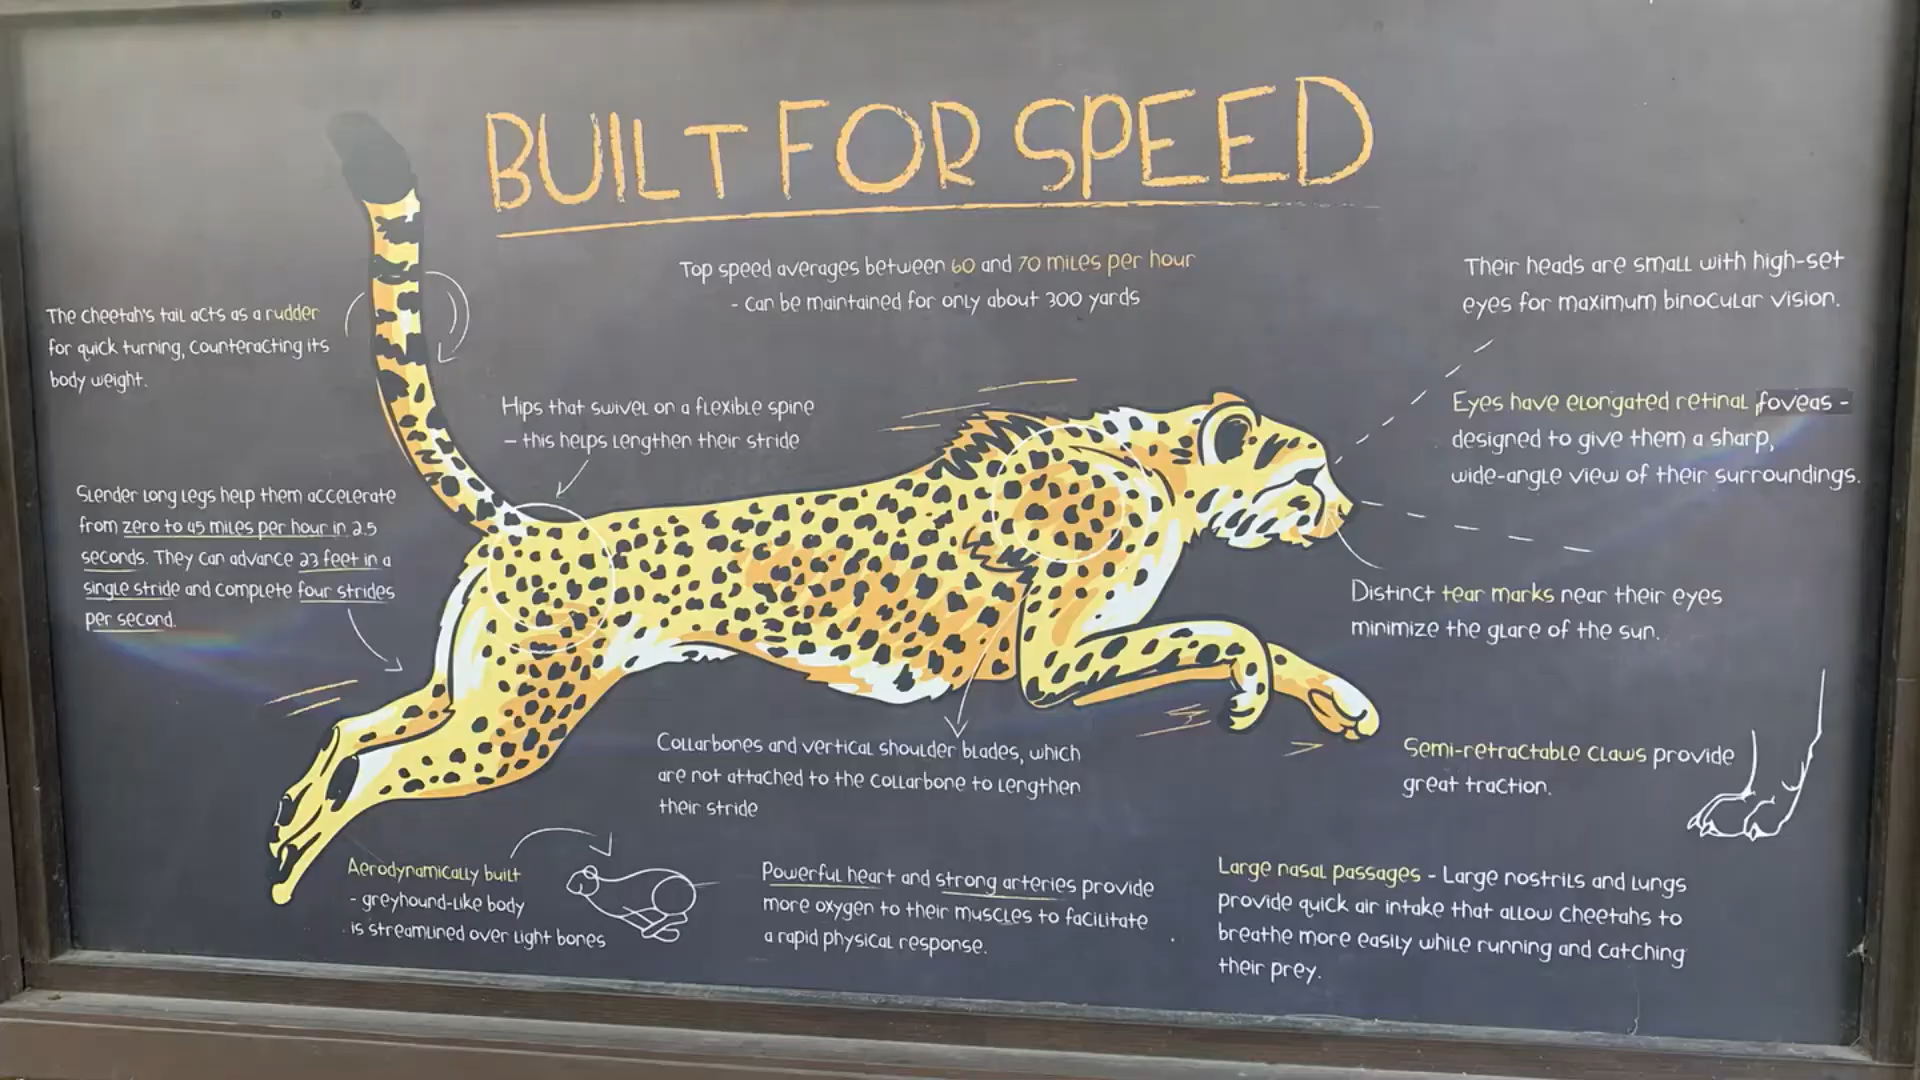 BUILT FOR SPEED
Top speed averages between 60 and 70 miles per hour
- can be maintained for only about 300 yards
The cheetah's tail acts as a rudder
for quick turning, counteracting its
body weight.
Hips that swivel on a flexible spine
– this helps lengthen their stride
Slender long legs help them accelerate
from zero to 45 miles per hour in 2.5
seconds. They can advance 23 feet in a
single stride and complete four strides
per second.
Their heads are small with high-set
eyes for maximum binocular vision.
Eyes have elongated retinal foveas -
designed to give them a sharp,
wide-angle view of their surroundings.
Distinct tear marks near their eyes
minimize the glare of the sun.
Semi-retractable claws provide
great traction.
Collarbones and vertical shoulder blades, which
are not attached to the collarbone to lengthen
their stride
Aerodynamically built
- greyhound-like body
is streamlined over light bones
Powerful heart and strong arteries provide
more oxygen to their muscles to facilitate
a rapid physical response.
Large nasal passages - Large nostrils and lungs
provide quick air intake that allow cheetahs to
breathe more easily while running and catching
their prey.